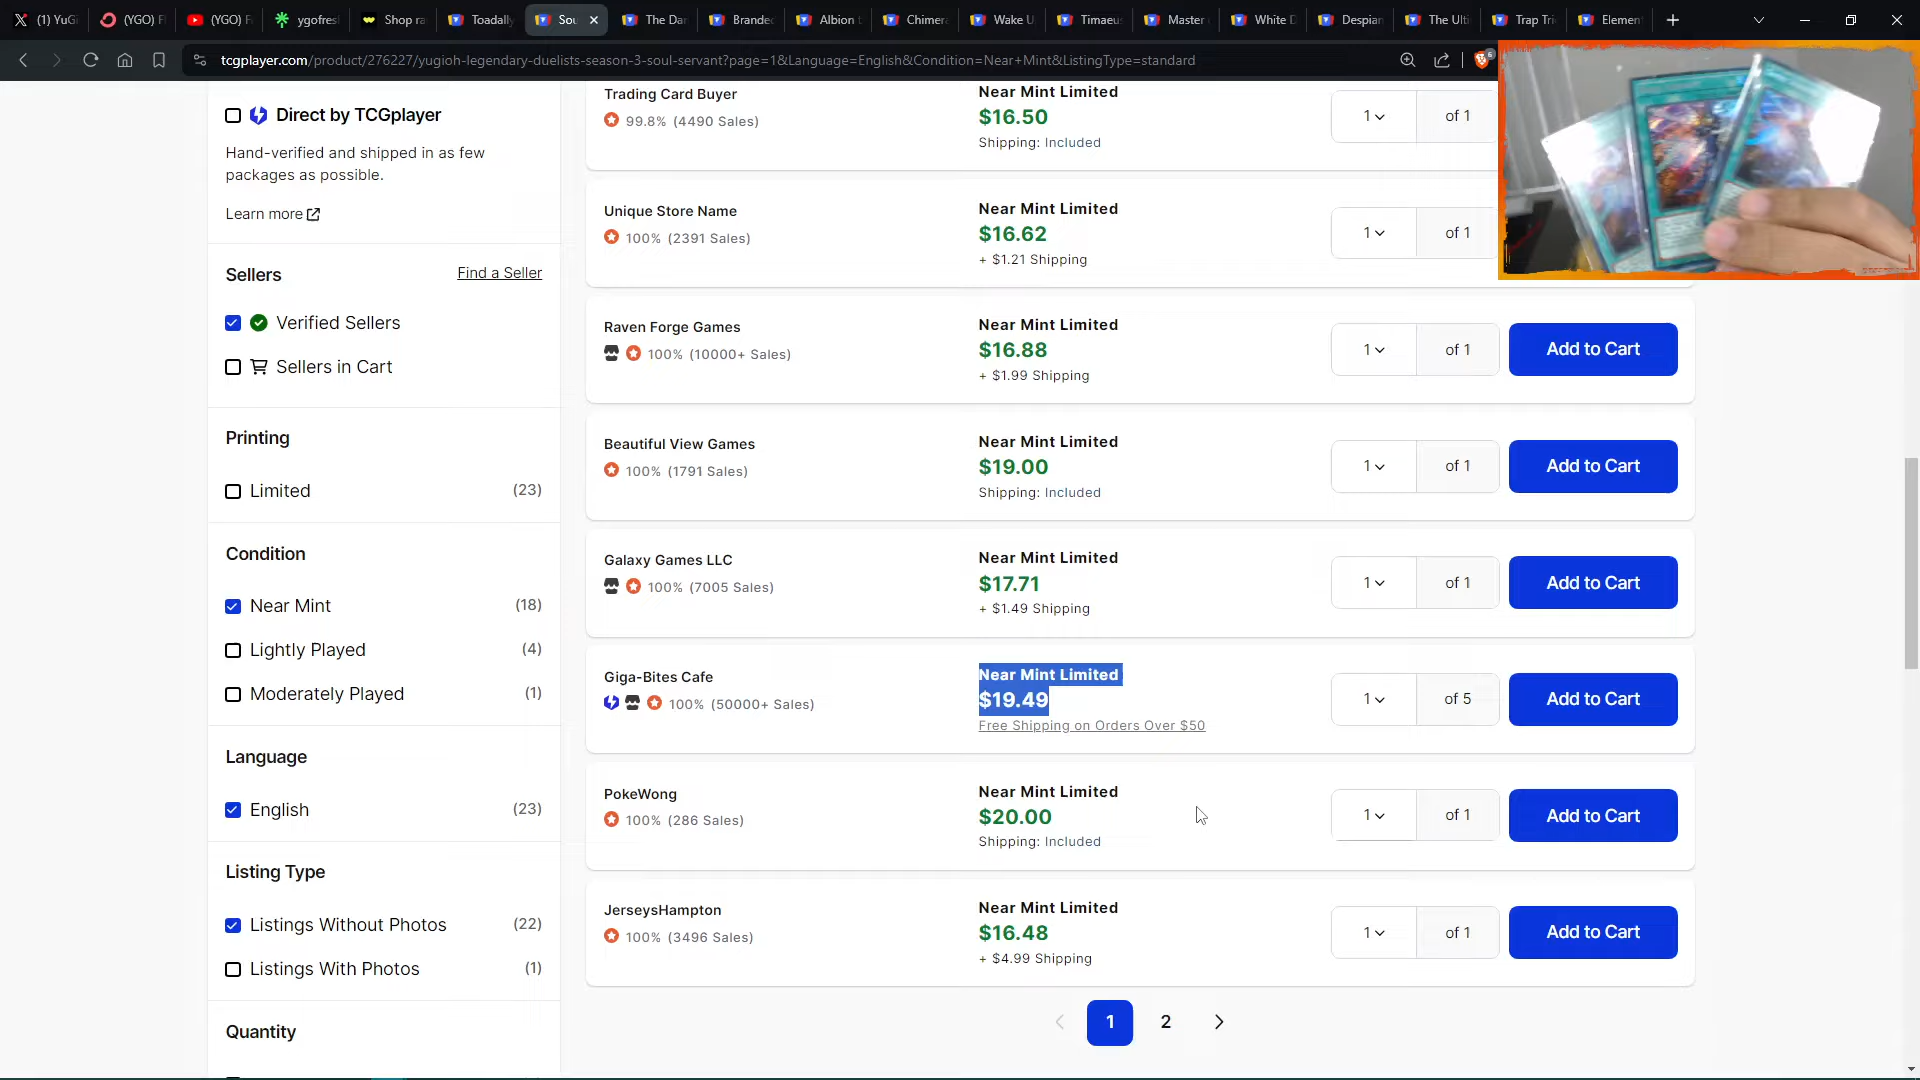 (1) YuGi
(YGO) F
(YGO) F
ygofres
Shop ra
Toadally
Sou
The Dar
Branded
Albion t
Chimera
Wake U
Timaeus
Master
White D
Despian
The Ulti
Trap Tri
Elemen
tcgplayer.com/product/276227/yugioh-legendary-duelists-season-3-soul-servant?page=1&Language=English&Condition=Near+Mint&ListingType=standard
6
Direct by TCGplayer
Hand-verified and shipped in as few
packages as possible.
Learn more
Sellers
Find a Seller
Verified Sellers
Sellers in Cart
Printing
Limited (23)
Condition
Near Mint (18)
Lightly Played (4)
Moderately Played (1)
Language
English (23)
Listing Type
Listings Without Photos (22)
Listings With Photos (1)
Quantity
Trading Card Buyer
99.8% (4490 Sales)
Near Mint Limited
$16.50
Shipping: Included
1
of 1
Unique Store Name
100% (2391 Sales)
Near Mint Limited
$16.62
+ $1.21 Shipping
1
of 1
Raven Forge Games
100% (10000+ Sales)
Near Mint Limited
$16.88
+ $1.99 Shipping
1
of 1
Add to Cart
Beautiful View Games
100% (1791 Sales)
Near Mint Limited
$19.00
Shipping: Included
1
of 1
Add to Cart
Galaxy Games LLC
100% (7005 Sales)
Near Mint Limited
$17.71
+ $1.49 Shipping
1
of 1
Add to Cart
Giga-Bites Cafe
100% (50000+ Sales)
Near Mint Limited
$19.49
Free Shipping on Orders Over $50
1
of 5
Add to Cart
PokeWong
100% (286 Sales)
Near Mint Limited
$20.00
Shipping: Included
1
of 1
Add to Cart
JerseysHampton
100% (3496 Sales)
Near Mint Limited
$16.48
+ $4.99 Shipping
1
of 1
Add to Cart
1
2